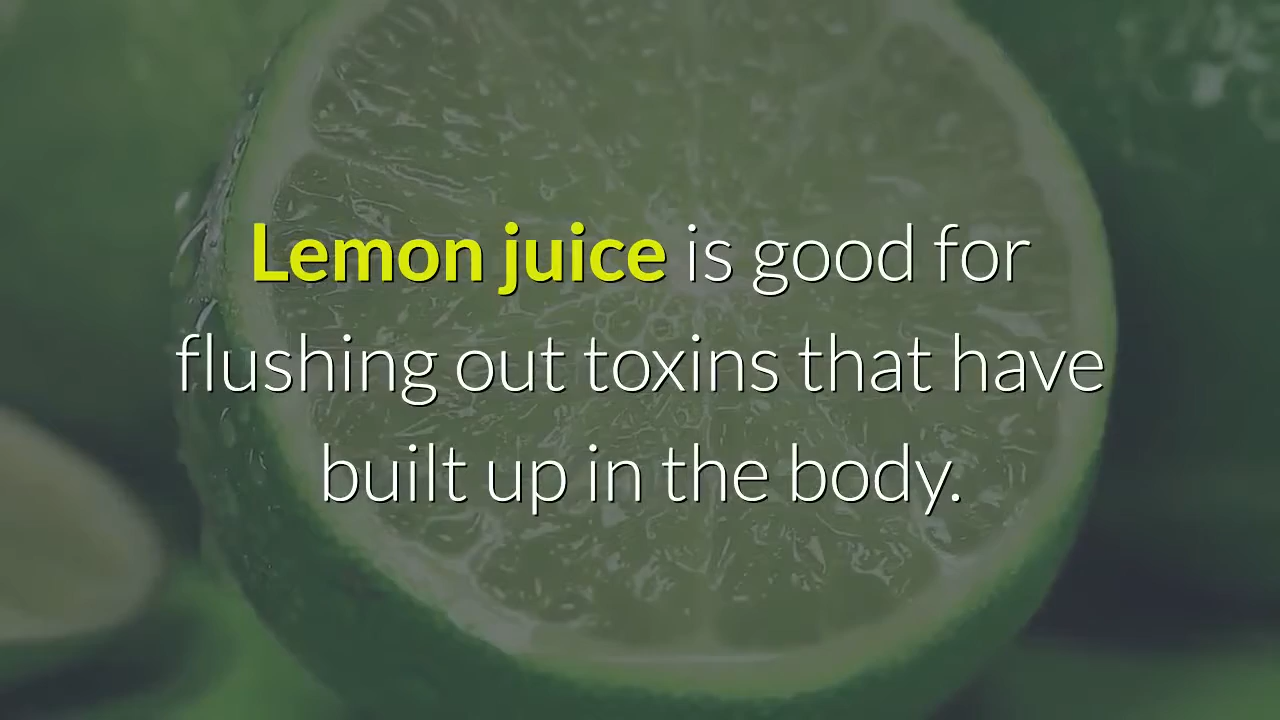 Lemon juice is good for
flushing out toxins that have
built up in the body.